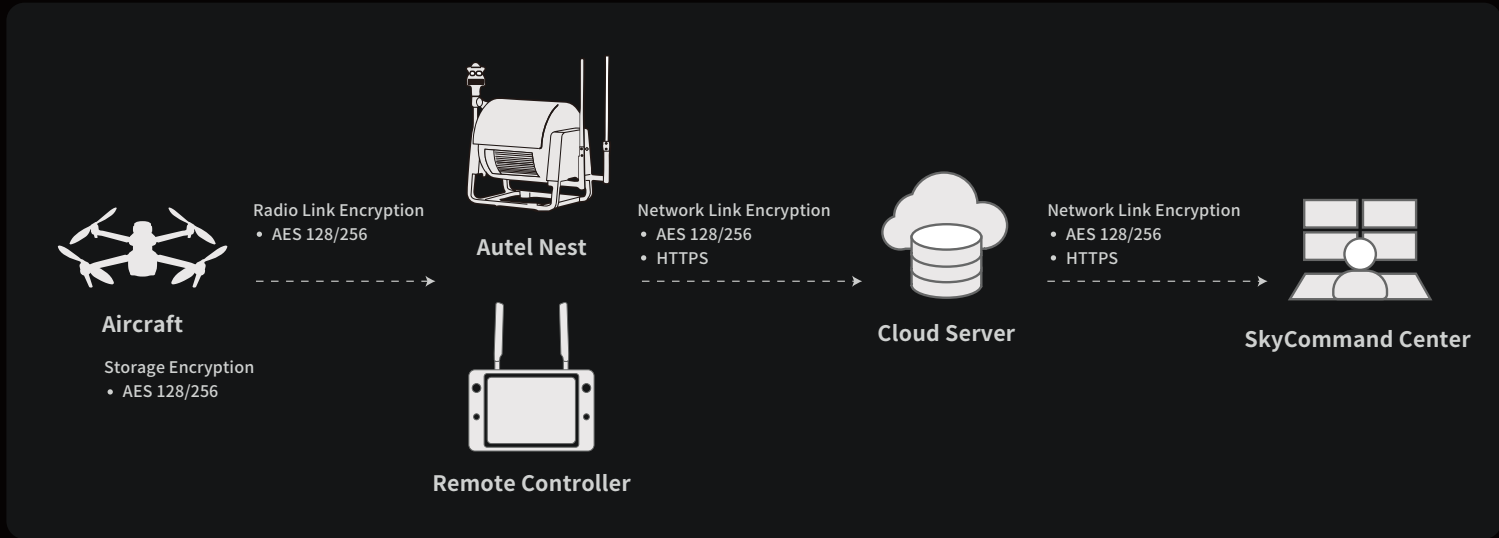 Radio Link Encryption
• AES 128/256
Autel Nest
Network Link Encryption
• AES 128/256
• HTTPS
Network Link Encryption
• AES 128/256
• HTTPS
Aircraft
Storage Encryption
• AES 128/256
Cloud Server
SkyCommand Center
Remote Controller